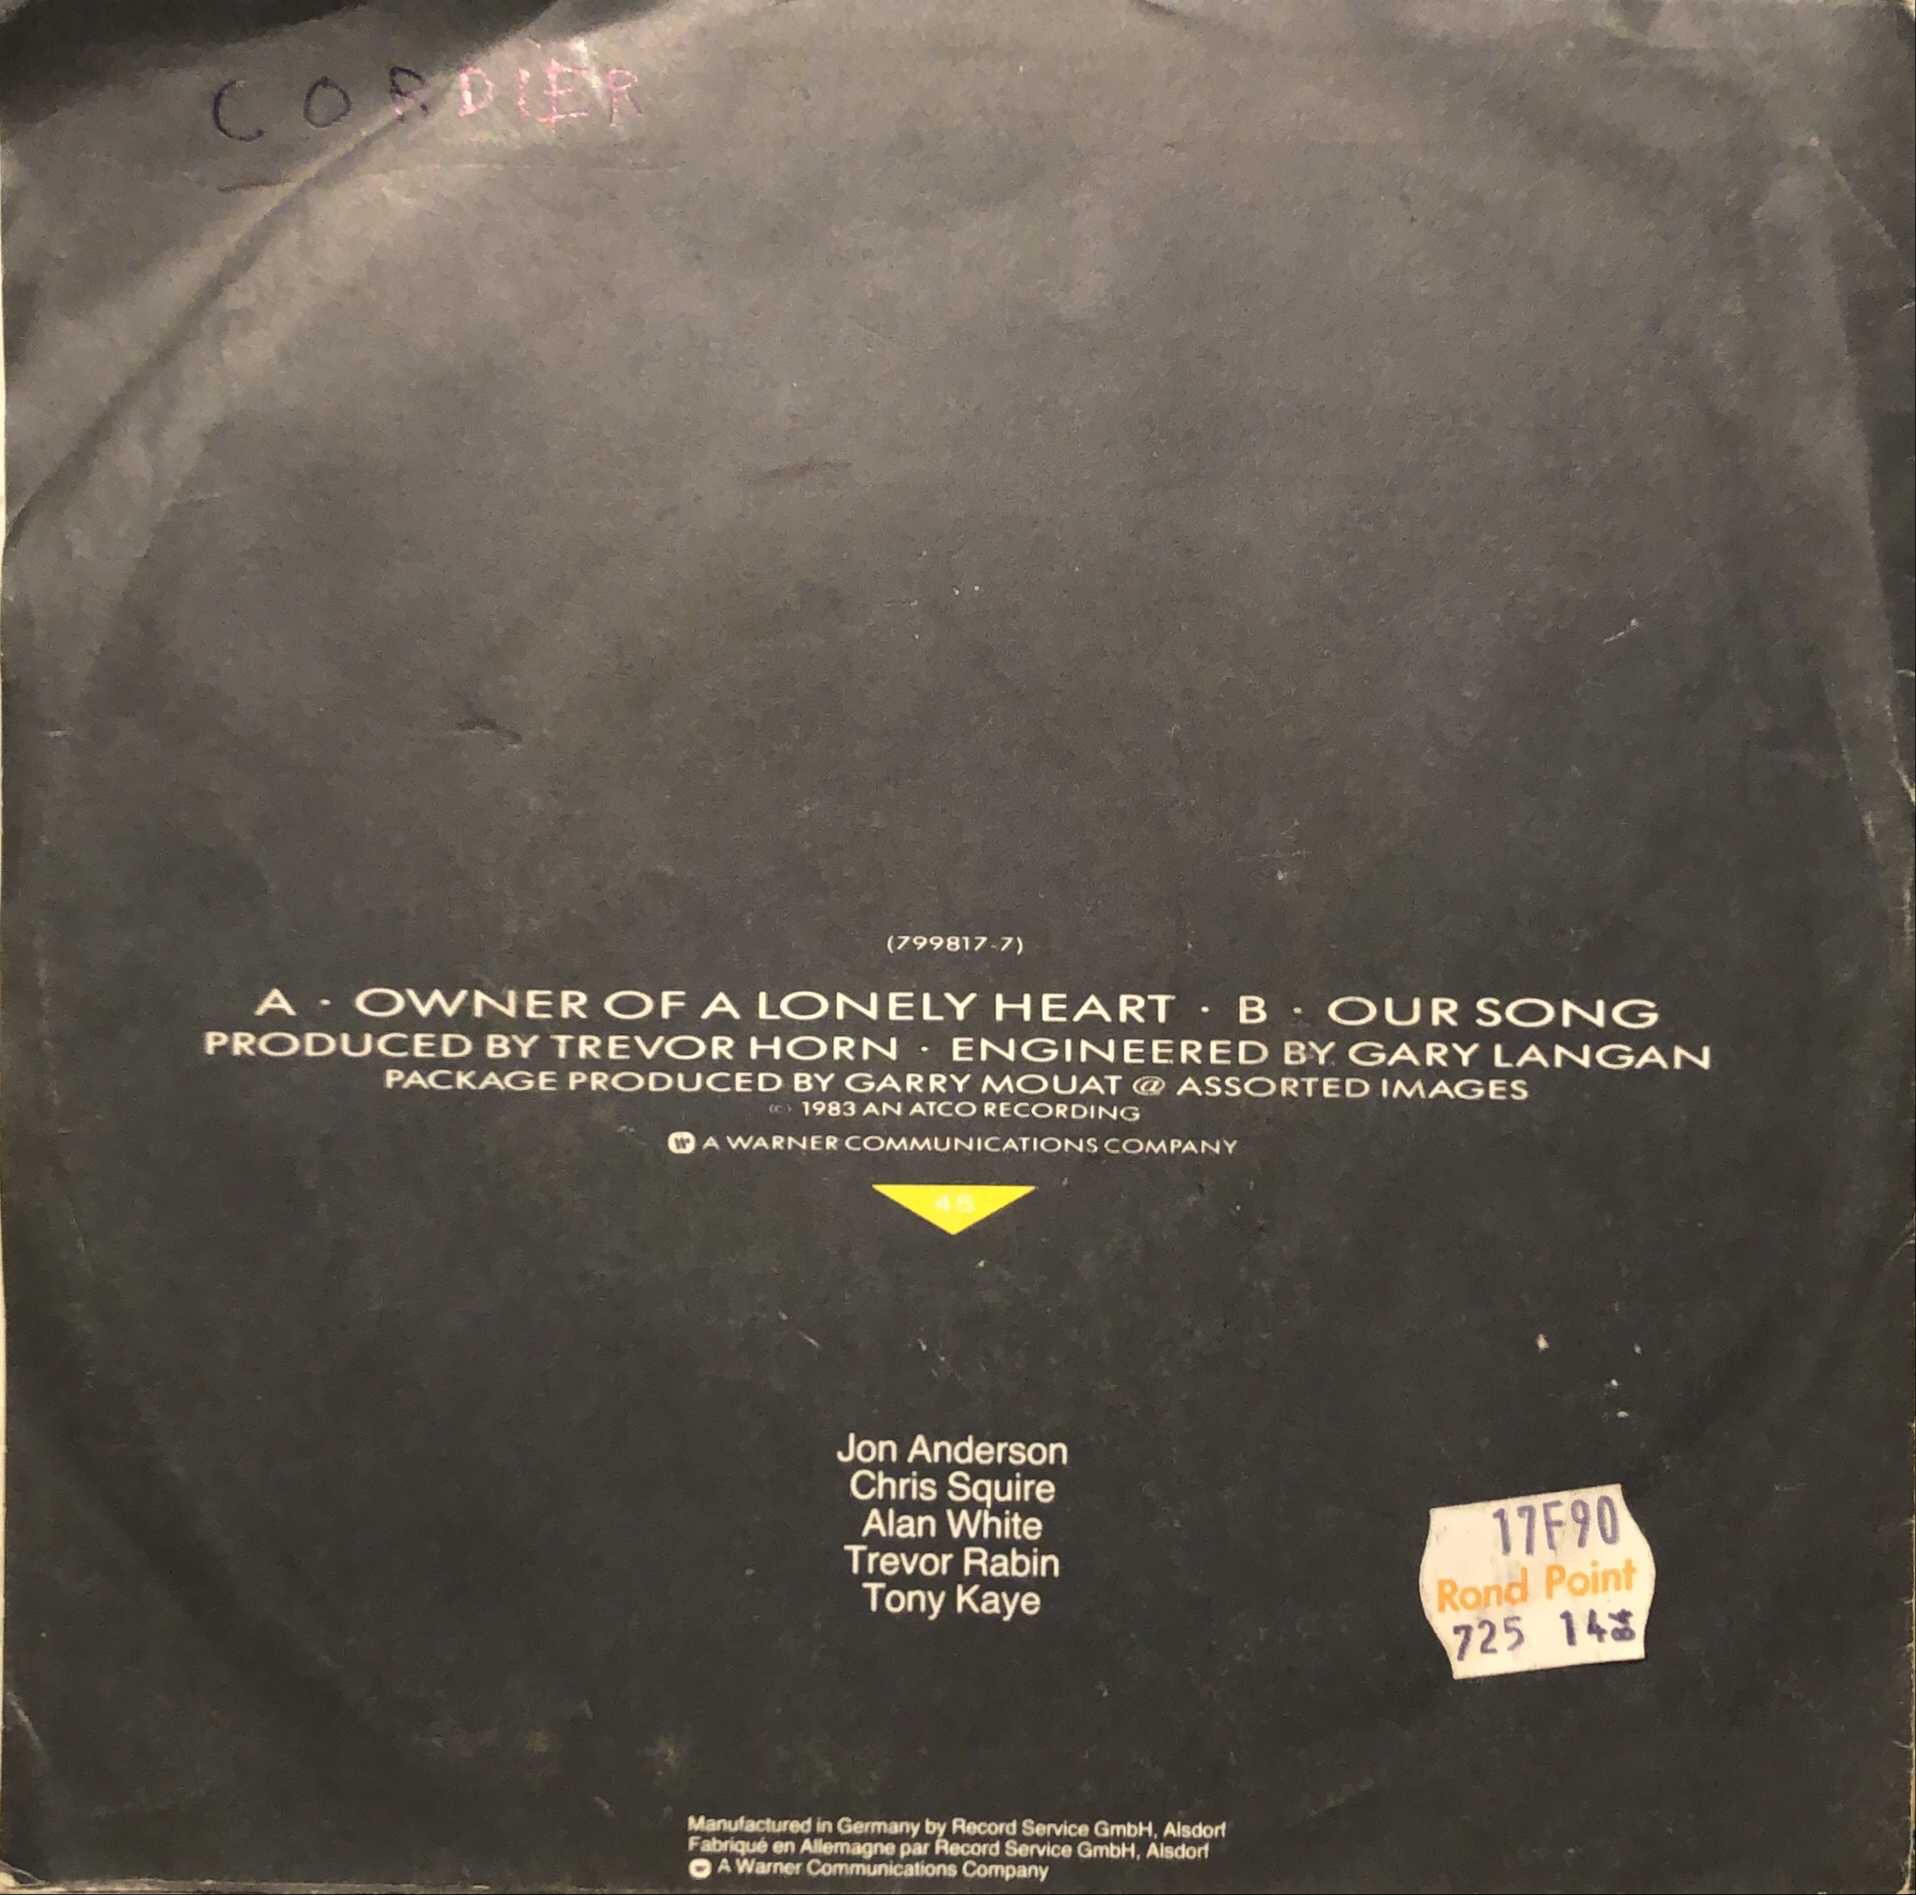 CORDIER
(799817-7)
A · OWNER OF A LONELY HEART · B · OUR SONG
PRODUCED BY TREVOR HORN · ENGINEERED BY GARY LANGAN
PACKAGE PRODUCED BY GARRY MOUAT @ ASSORTED IMAGES
(c) 1983 AN ATCO RECORDING
A WARNER COMMUNICATIONS COMPANY
45
Jon Anderson
Chris Squire
Alan White
Trevor Rabin
Tony Kaye
17F90
Rond Point
725 14
Manufactured in Germany by Record Service GmbH, Alsdorf
Fabriqué en Allemagne par Record Service GmbH, Alsdorf
A Warner Communications Company